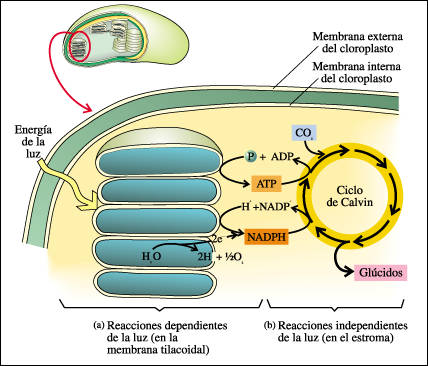 Membrana externa
del cloroplasto
Membrana interna
del cloroplasto
Energía
de la
luz
CO₂
P + ADP
ATP
Ciclo
de Calvin
H⁺+NADP⁺
2e⁻
NADPH
H₂O
2H⁺ + ½O₂
Glúcidos
(a) Reacciones dependientes
de la luz (en la
membrana tilacoidal)
(b) Reacciones independientes
de la luz (en el estroma)